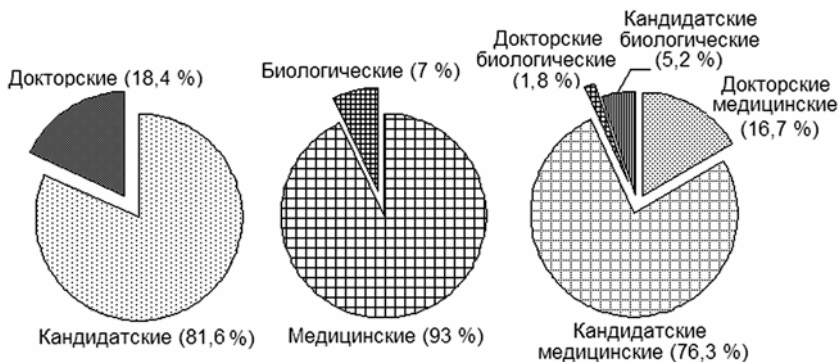 Докторские (18,4 %)
Кандидатские (81,6 %)
Биологические (7 %)
Медицинские (93 %)
Докторские
биологические
(1,8 %)
Кандидатские
биологические
(5,2 %)
Докторские
медицинские
(16,7 %)
Кандидатские
медицинские (76,3 %)